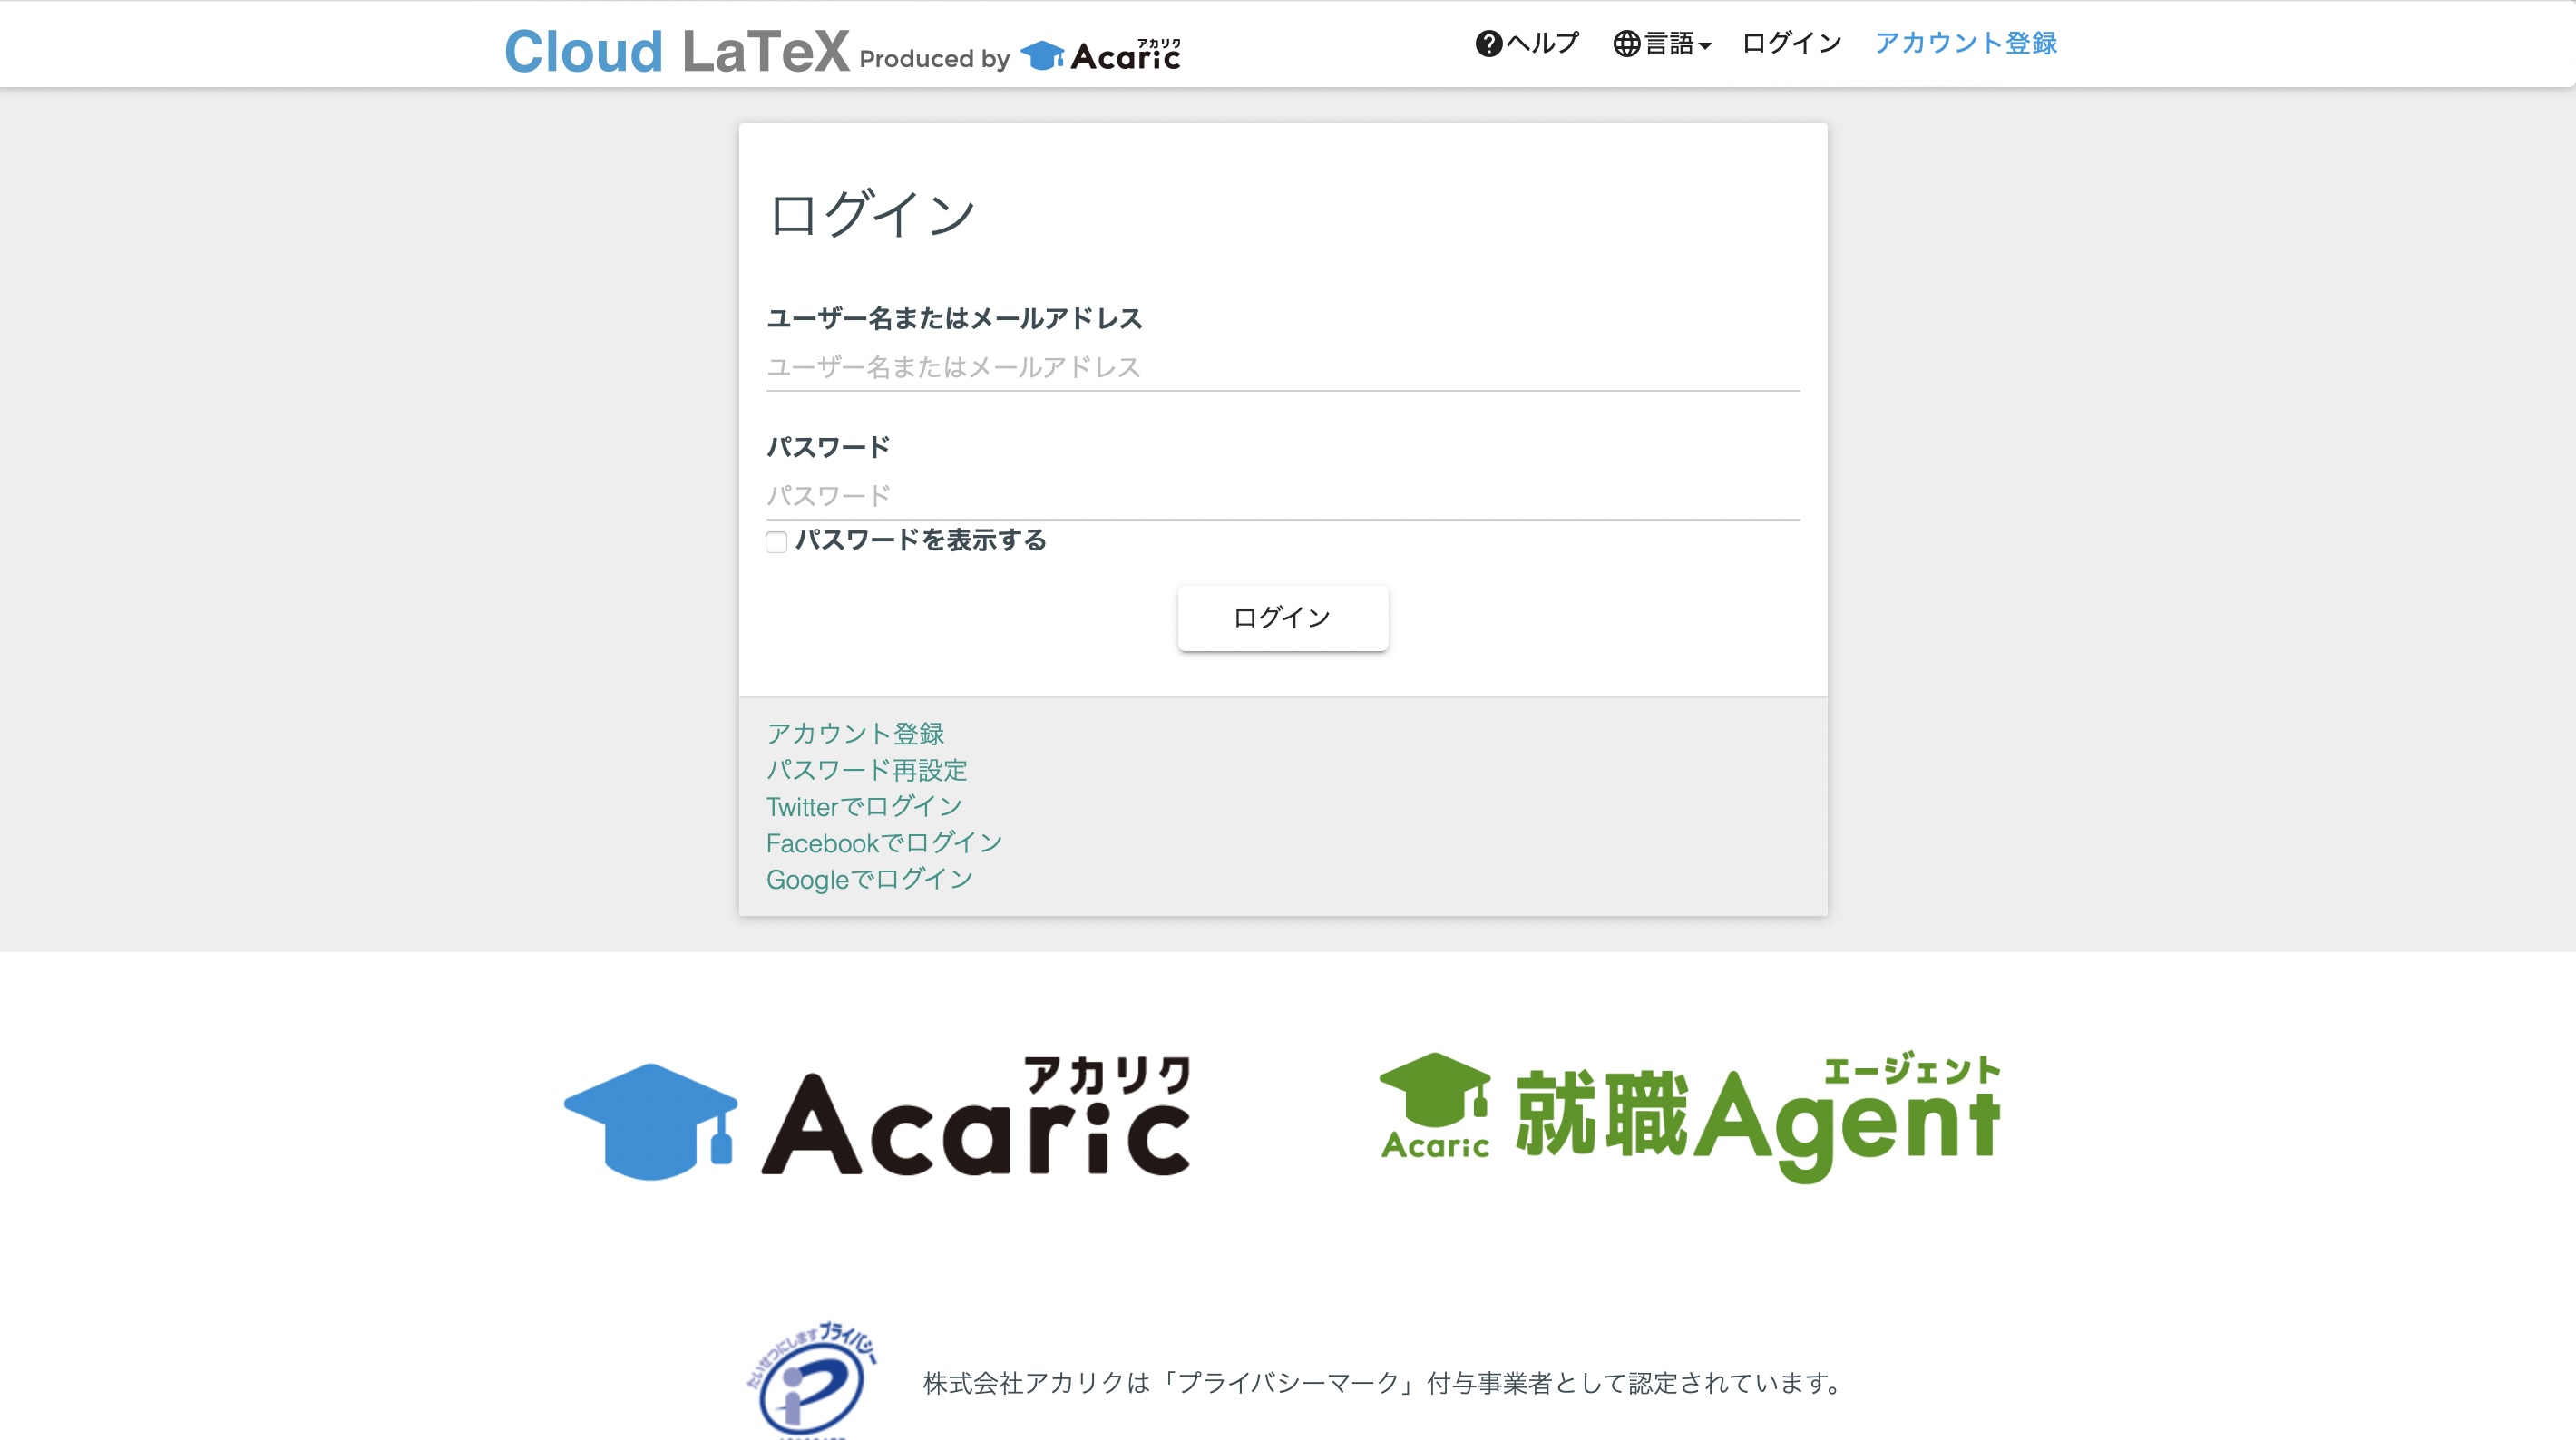 Cloud LaTeX Produced by Acaric アカリク
ヘルプ 言語 ログイン アカウント登録
ログイン
ユーザー名またはメールアドレス
ユーザー名またはメールアドレス
パスワード
パスワード
パスワードを表示する
ログイン
アカウント登録
パスワード再設定
Twitterでログイン
Facebookでログイン
Googleでログイン
アカリク
Acaric
エージェント
Acaric 就職Agent
たいせつにします プライバシー
株式会社アカリクは「プライバシーマーク」付与事業者として認定されています。